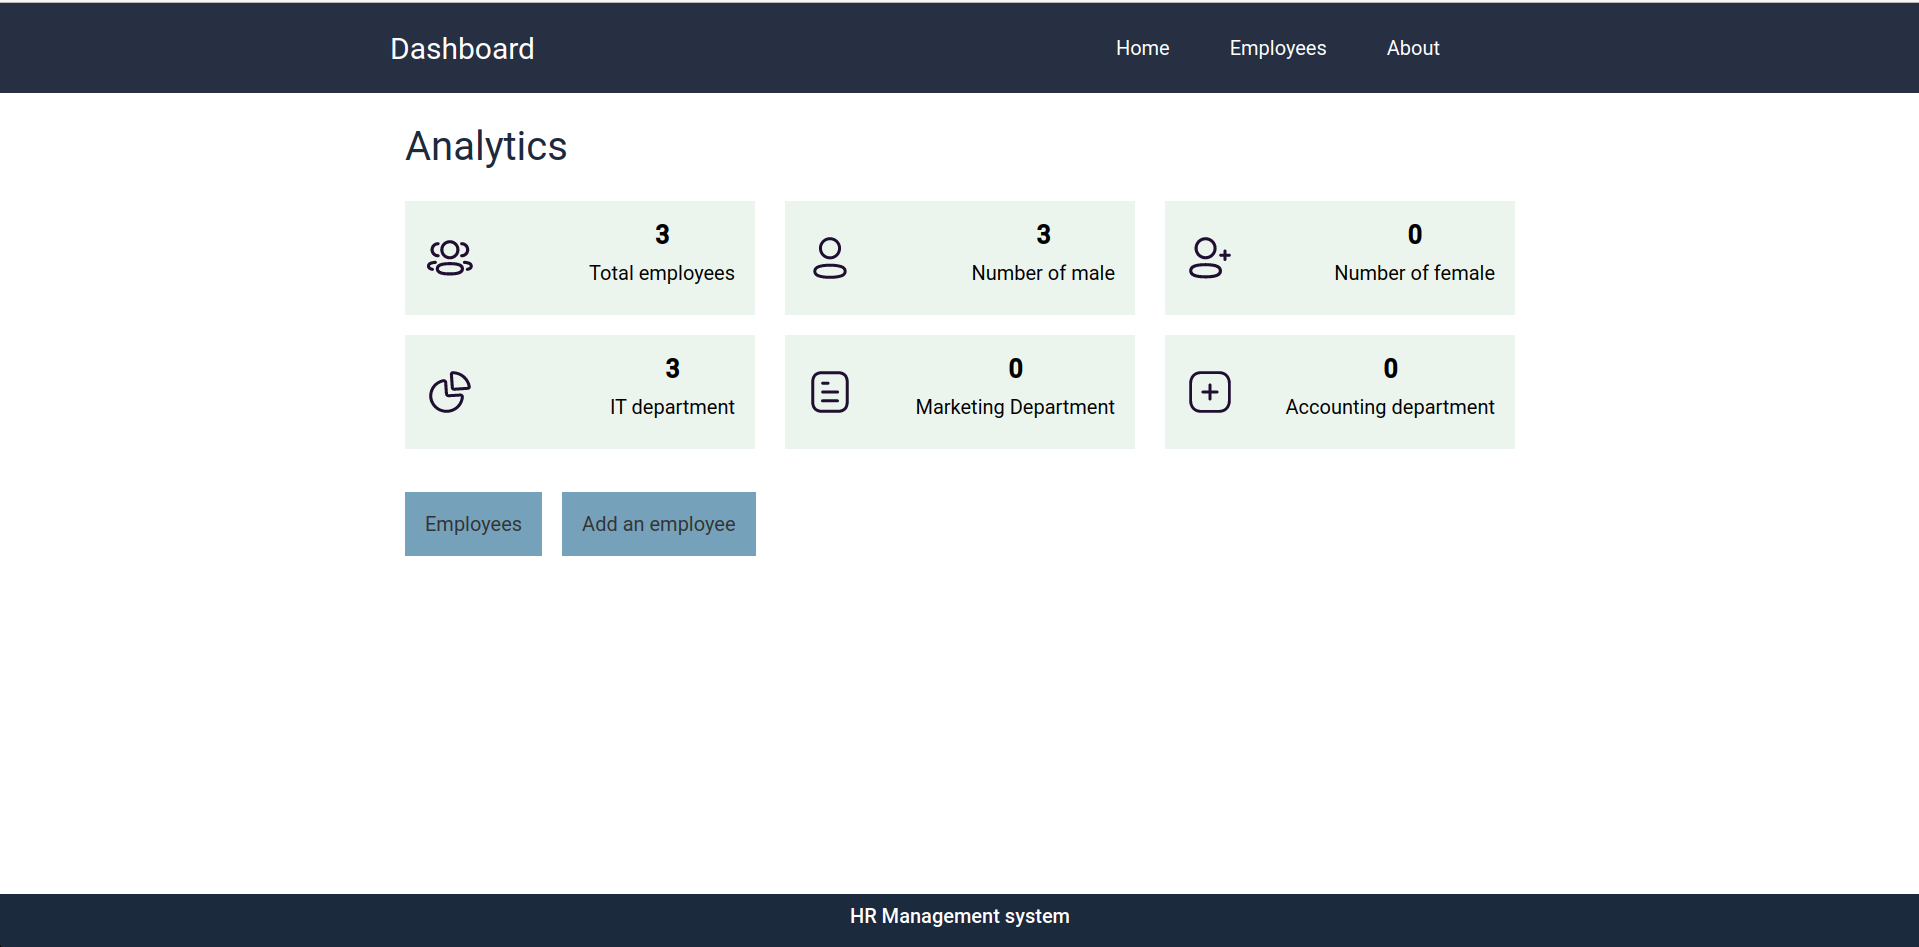 Dashboard Home Employees About
Analytics
3
Total employees
3
Number of male
0
Number of female
3
IT department
0
Marketing Department
0
Accounting department
Employees Add an employee
HR Management system